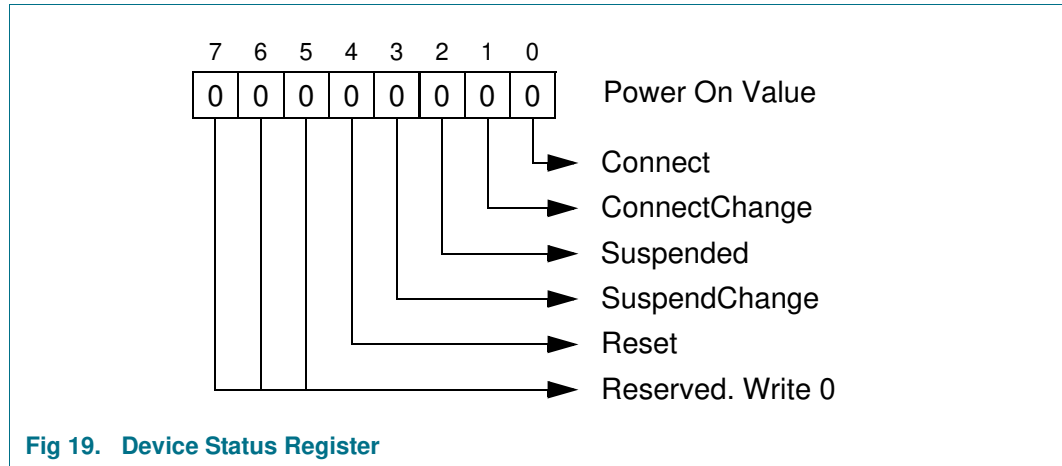 7 6 5 4 3 2 1 0
0 0 0 0 0 0 0 0 Power On Value
Connect
ConnectChange
Suspended
SuspendChange
Reset
Reserved. Write 0
Fig 19. Device Status Register